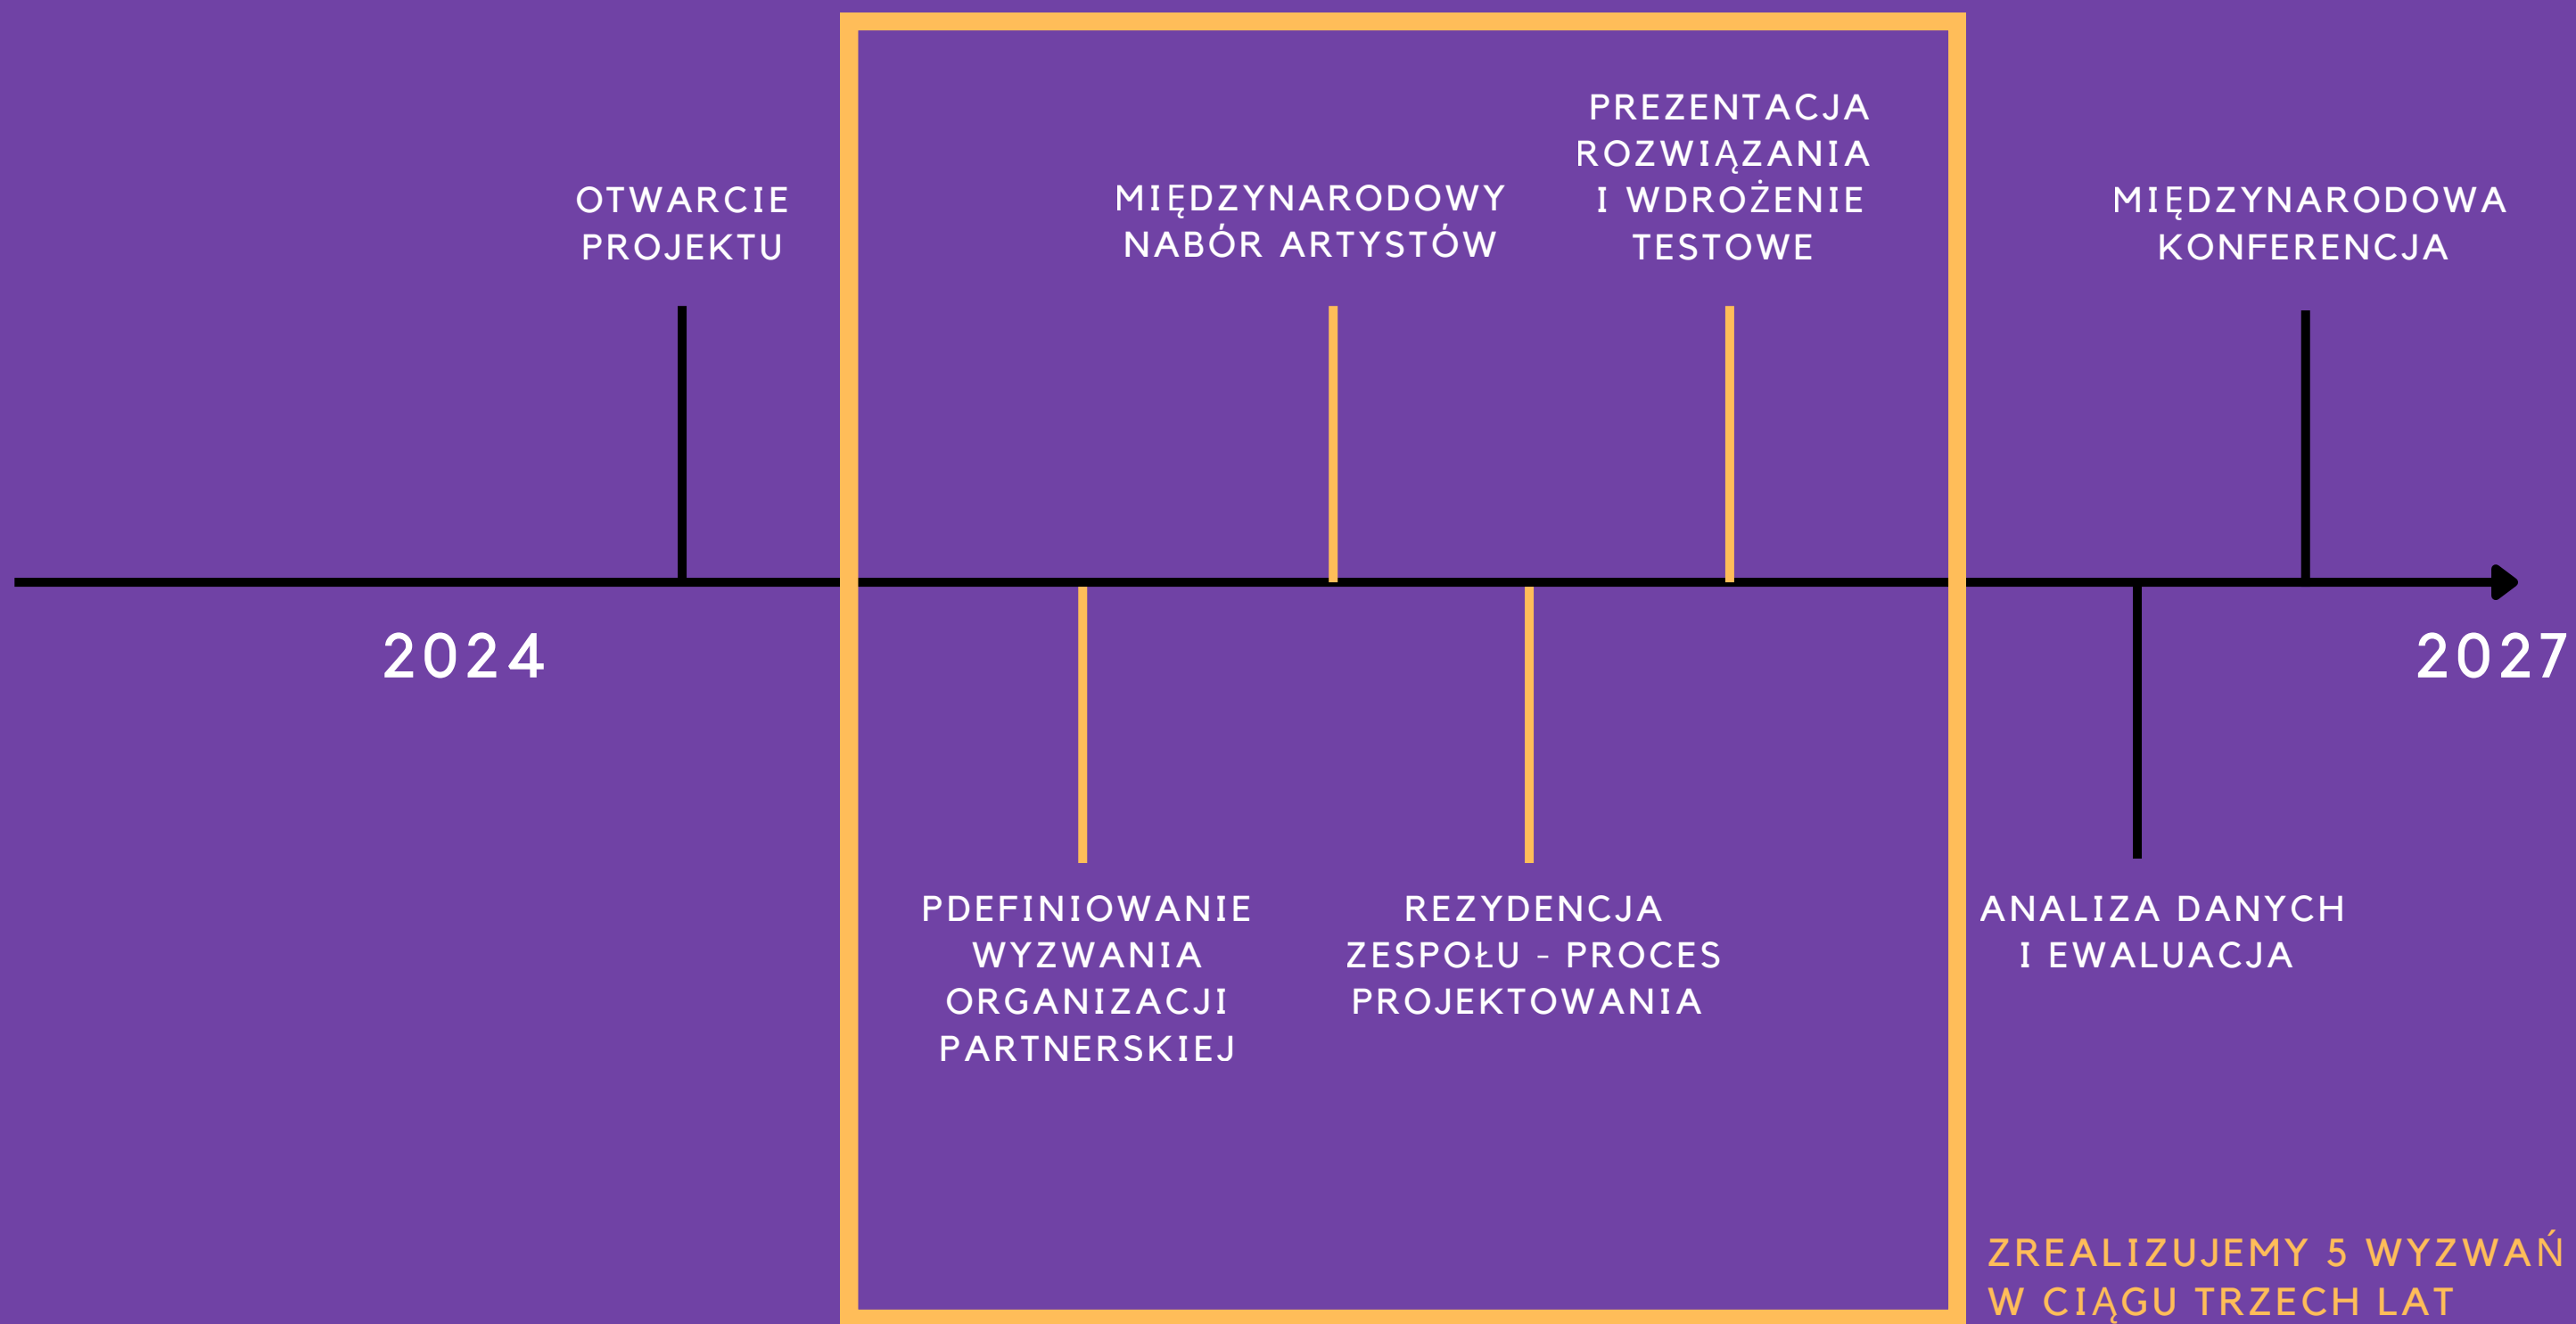 OTWARCIE
PROJEKTU
MIĘDZYNARODOWY
NABÓR ARTYSTÓW
PREZENTACJA
ROZWIĄZANIA
I WDROŻENIE
TESTOWE
MIĘDZYNARODOWA
KONFERENCJA
2024
2027
PDEFINIOWANIE
WYZWANIA
ORGANIZACJI
PARTNERSKIEJ
REZYDENCJA
ZESPOŁU - PROCES
PROJEKTOWANIA
ANALIZA DANYCH
I EWALUACJA
ZREALIZUJEMY 5 WYZWAŃ
W CIĄGU TRZECH LAT